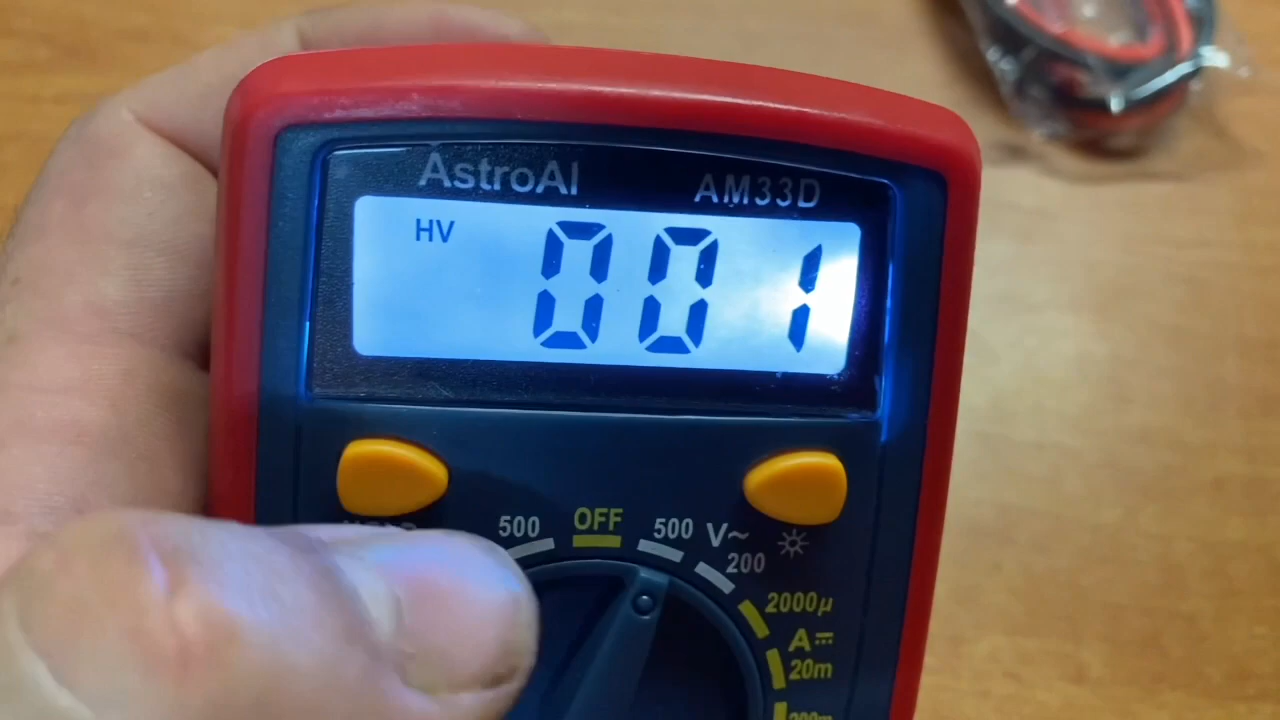 AstroAI AM33D
HV 001
500 OFF 500 V~
200
2000µ
A⎓
20m